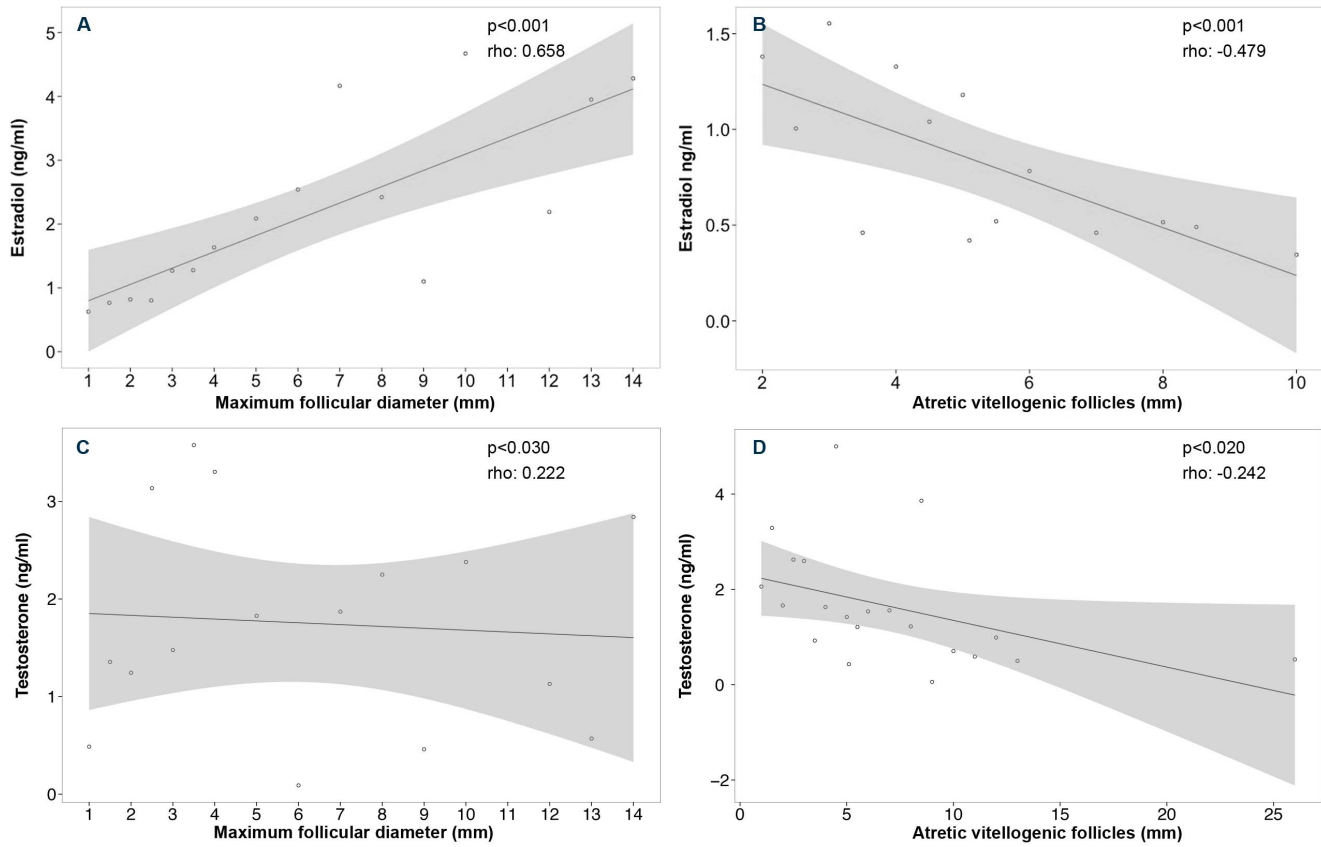 A
p<0.001
rho: 0.658
Estradiol (ng/ml)
5
4
3
2
1
0
1 2 3 4 5 6 7 8 9 10 11 12 13 14
Maximum follicular diameter (mm)
B
p<0.001
rho: -0.479
Estradiol ng/ml
1.5
1.0
0.5
0.0
2 4 6 8 10
Atretic vitellogenic follicles (mm)
C
p<0.030
rho: 0.222
Testosterone (ng/ml)
3
2
1
0
1 2 3 4 5 6 7 8 9 10 11 12 13 14
Maximum follicular diameter (mm)
D
p<0.020
rho: -0.242
Testosterone (ng/ml)
4
2
0
−2
0 5 10 15 20 25
Atretic vitellogenic follicles (mm)